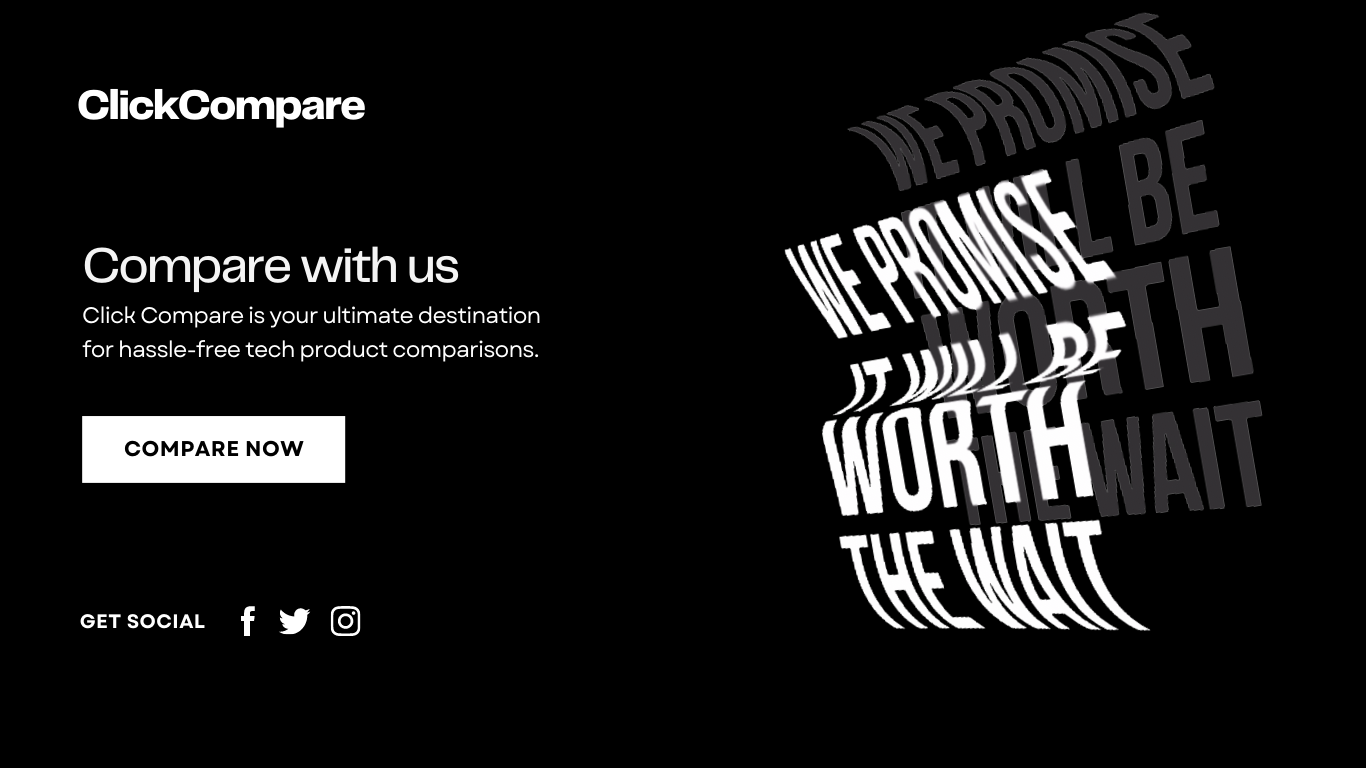 ClickCompare
Compare with us
Click Compare is your ultimate destination
for hassle-free tech product comparisons.
COMPARE NOW
GET SOCIAL
WE PROMISE
IT WILL BE
WORTH
THE WAIT
WE PROMISE
WILL BE
WORTH
THE WAIT